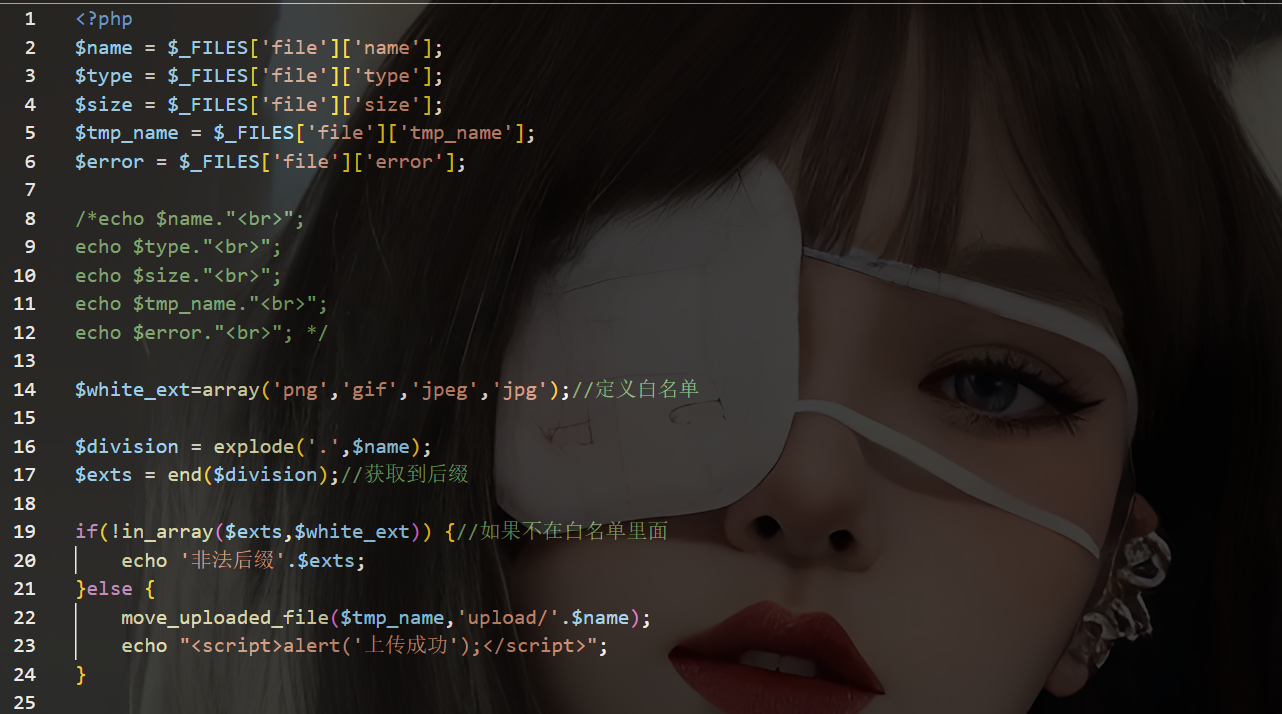 1 <?php
2 $name = $_FILES['file']['name'];
3 $type = $_FILES['file']['type'];
4 $size = $_FILES['file']['size'];
5 $tmp_name = $_FILES['file']['tmp_name'];
6 $error = $_FILES['file']['error'];
7
8 /*echo $name."<br>";
9 echo $type."<br>";
10 echo $size."<br>";
11 echo $tmp_name."<br>";
12 echo $error."<br>"; */
13
14 $white_ext=array('png','gif','jpeg','jpg');//定义白名单
15
16 $division = explode('.',$name);
17 $exts = end($division);//获取到后缀
18
19 if(!in_array($exts,$white_ext)) {//如果不在白名单里面
20     echo '非法后缀'.$exts;
21 }else {
22     move_uploaded_file($tmp_name,'upload/'.$name);
23     echo "<script>alert('上传成功');</script>";
24 }
25